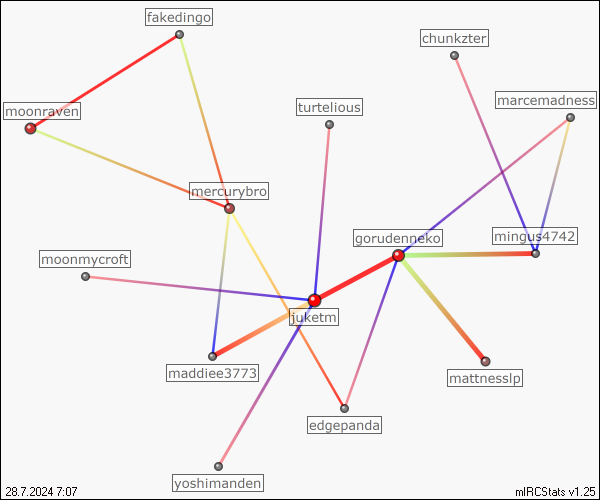 fakedingo
chunkzter
marcemadness
moonraven
turtelious
mercurybro
gorudenneko
mingus4742
moonmycroft
juketm
maddiee3773
mattnesslp
edgepanda
yoshimanden
28.7.2024 7:07
mIRCStats v1.25